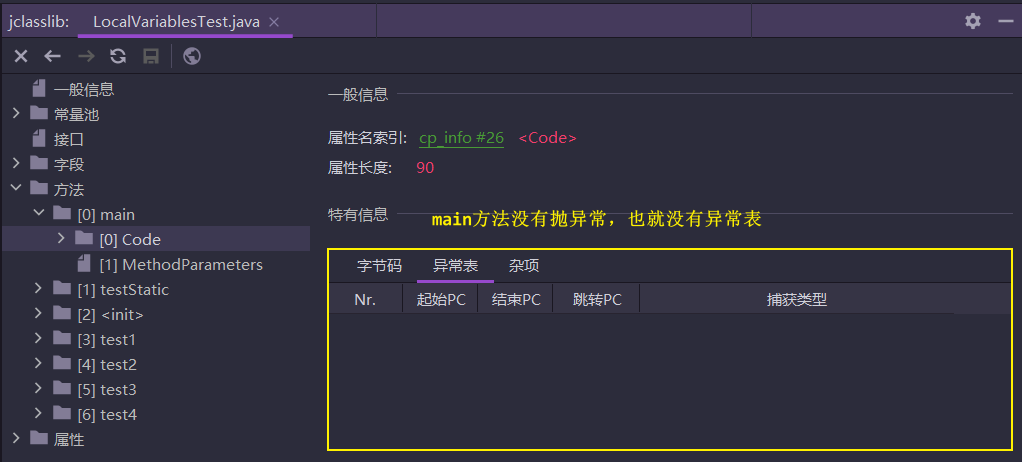 jclasslib: LocalVariablesTest.java
一般信息
常量池
接口
字段
方法
[0] main
[0] Code
[1] MethodParameters
[1] testStatic
[2] <init>
[3] test1
[4] test2
[5] test3
[6] test4
属性
一般信息
属性名索引: cp_info #26 <Code>
属性长度: 90
特有信息
main方法没有抛异常，也就没有异常表
字节码 异常表 杂项
Nr. 起始PC 结束PC 跳转PC 捕获类型